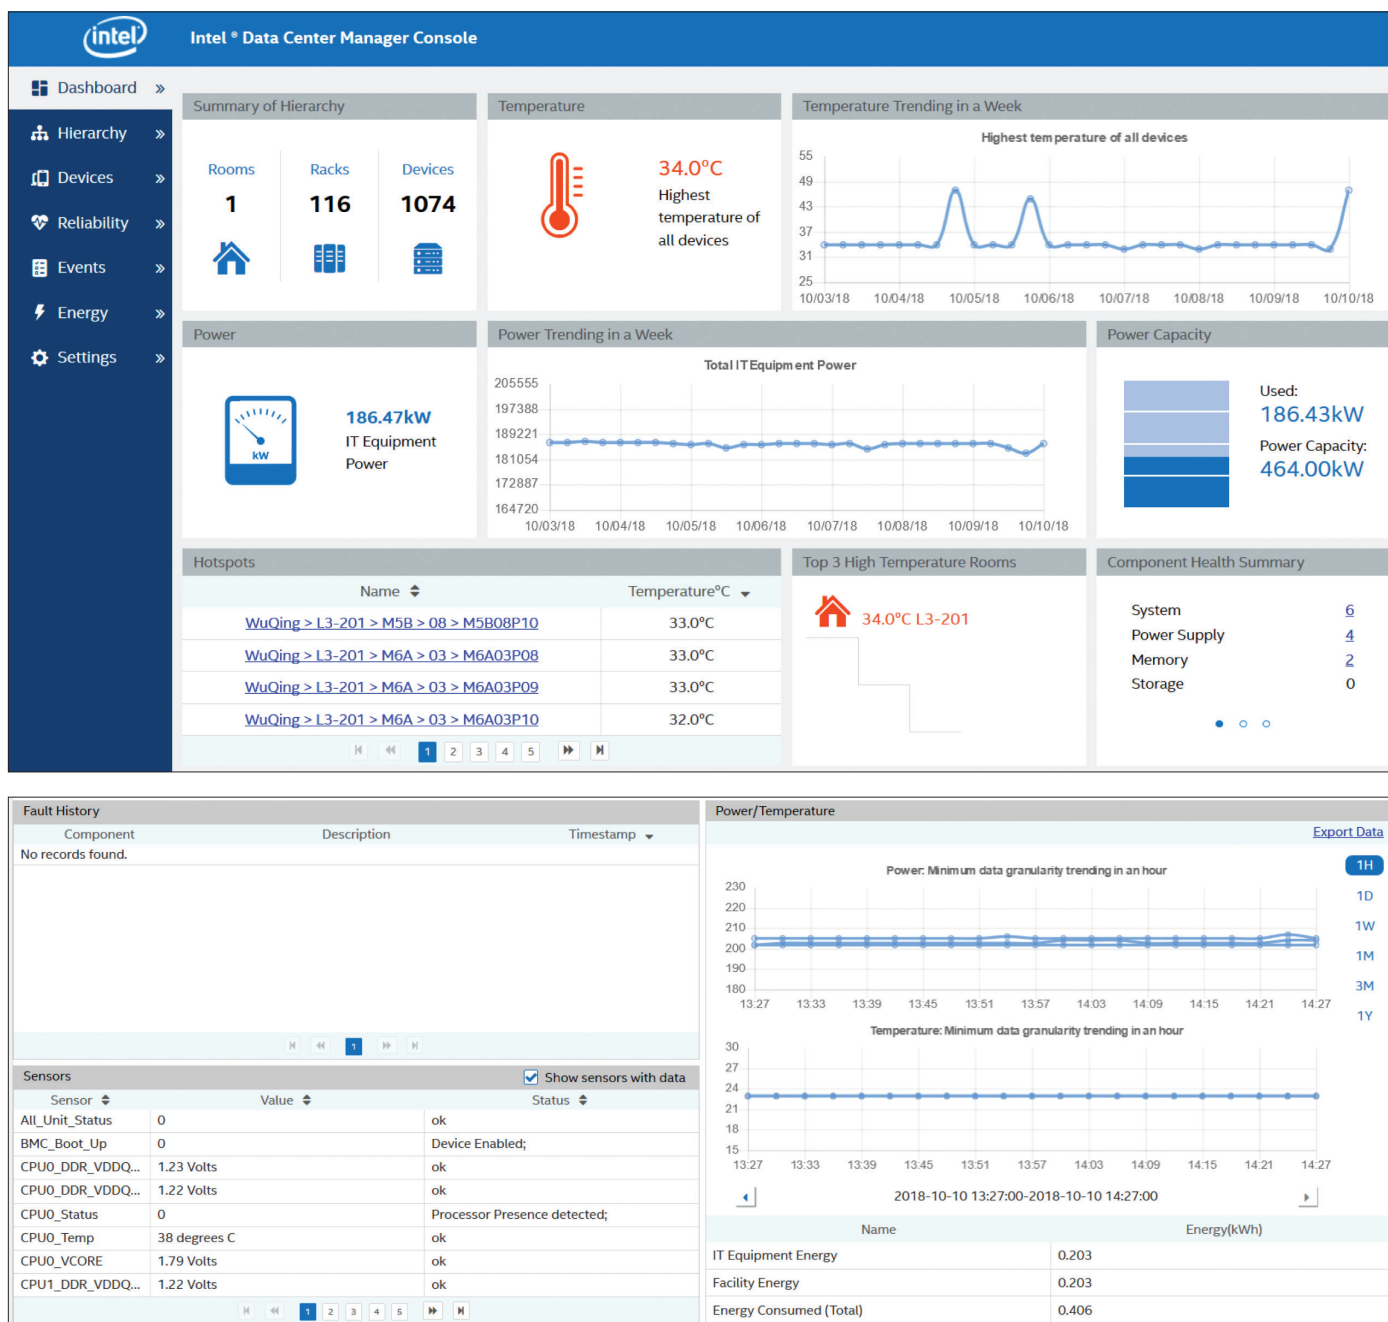 intel
Intel ® Data Center Manager Console
Dashboard
Hierarchy
Devices
Reliability
Events
Energy
Settings
Summary of Hierarchy
Rooms Racks Devices
1 116 1074
Temperature
34.0°C
Highest
temperature of
all devices
Temperature Trending in a Week
Highest temperature of all devices
55
49
43
37
31
25
10/03/18 10/04/18 10/05/18 10/06/18 10/07/18 10/08/18 10/09/18 10/10/18
Power
kW
186.47kW
IT Equipment
Power
Power Trending in a Week
Total IT Equipment Power
205555
197388
189221
181054
172887
164720
10/03/18 10/04/18 10/05/18 10/06/18 10/07/18 10/08/18 10/09/18 10/10/18
Power Capacity
Used:
186.43kW
Power Capacity:
464.00kW
Hotspots
Name Temperature°C
WuQing > L3-201 > M5B > 08 > M5B08P10 33.0°C
WuQing > L3-201 > M6A > 03 > M6A03P08 33.0°C
WuQing > L3-201 > M6A > 03 > M6A03P09 33.0°C
WuQing > L3-201 > M6A > 03 > M6A03P10 32.0°C
1 2 3 4 5
Top 3 High Temperature Rooms
34.0°C L3-201
Component Health Summary
System 6
Power Supply 4
Memory 2
Storage 0
Fault History
Component Description Timestamp
No records found.
1
Sensors Show sensors with data
Sensor Value Status
All_Unit_Status 0 ok
BMC_Boot_Up 0 Device Enabled;
CPU0_DDR_VDDQ... 1.23 Volts ok
CPU0_DDR_VDDQ... 1.22 Volts ok
CPU0_Status 0 Processor Presence detected;
CPU0_Temp 38 degrees C ok
CPU0_VCORE 1.79 Volts ok
CPU1_DDR_VDDQ... 1.22 Volts ok
1 2 3 4 5
Power/Temperature
Export Data
Power: Minimum data granularity trending in an hour
230
220
210
200
190
180
13:27 13:33 13:39 13:45 13:51 13:57 14:03 14:09 14:15 14:21 14:27
1H
1D
1W
1M
3M
1Y
Temperature: Minimum data granularity trending in an hour
30
27
24
21
18
15
13:27 13:33 13:39 13:45 13:51 13:57 14:03 14:09 14:15 14:21 14:27
2018-10-10 13:27:00-2018-10-10 14:27:00
Name Energy(kWh)
IT Equipment Energy 0.203
Facility Energy 0.203
Energy Consumed (Total) 0.406